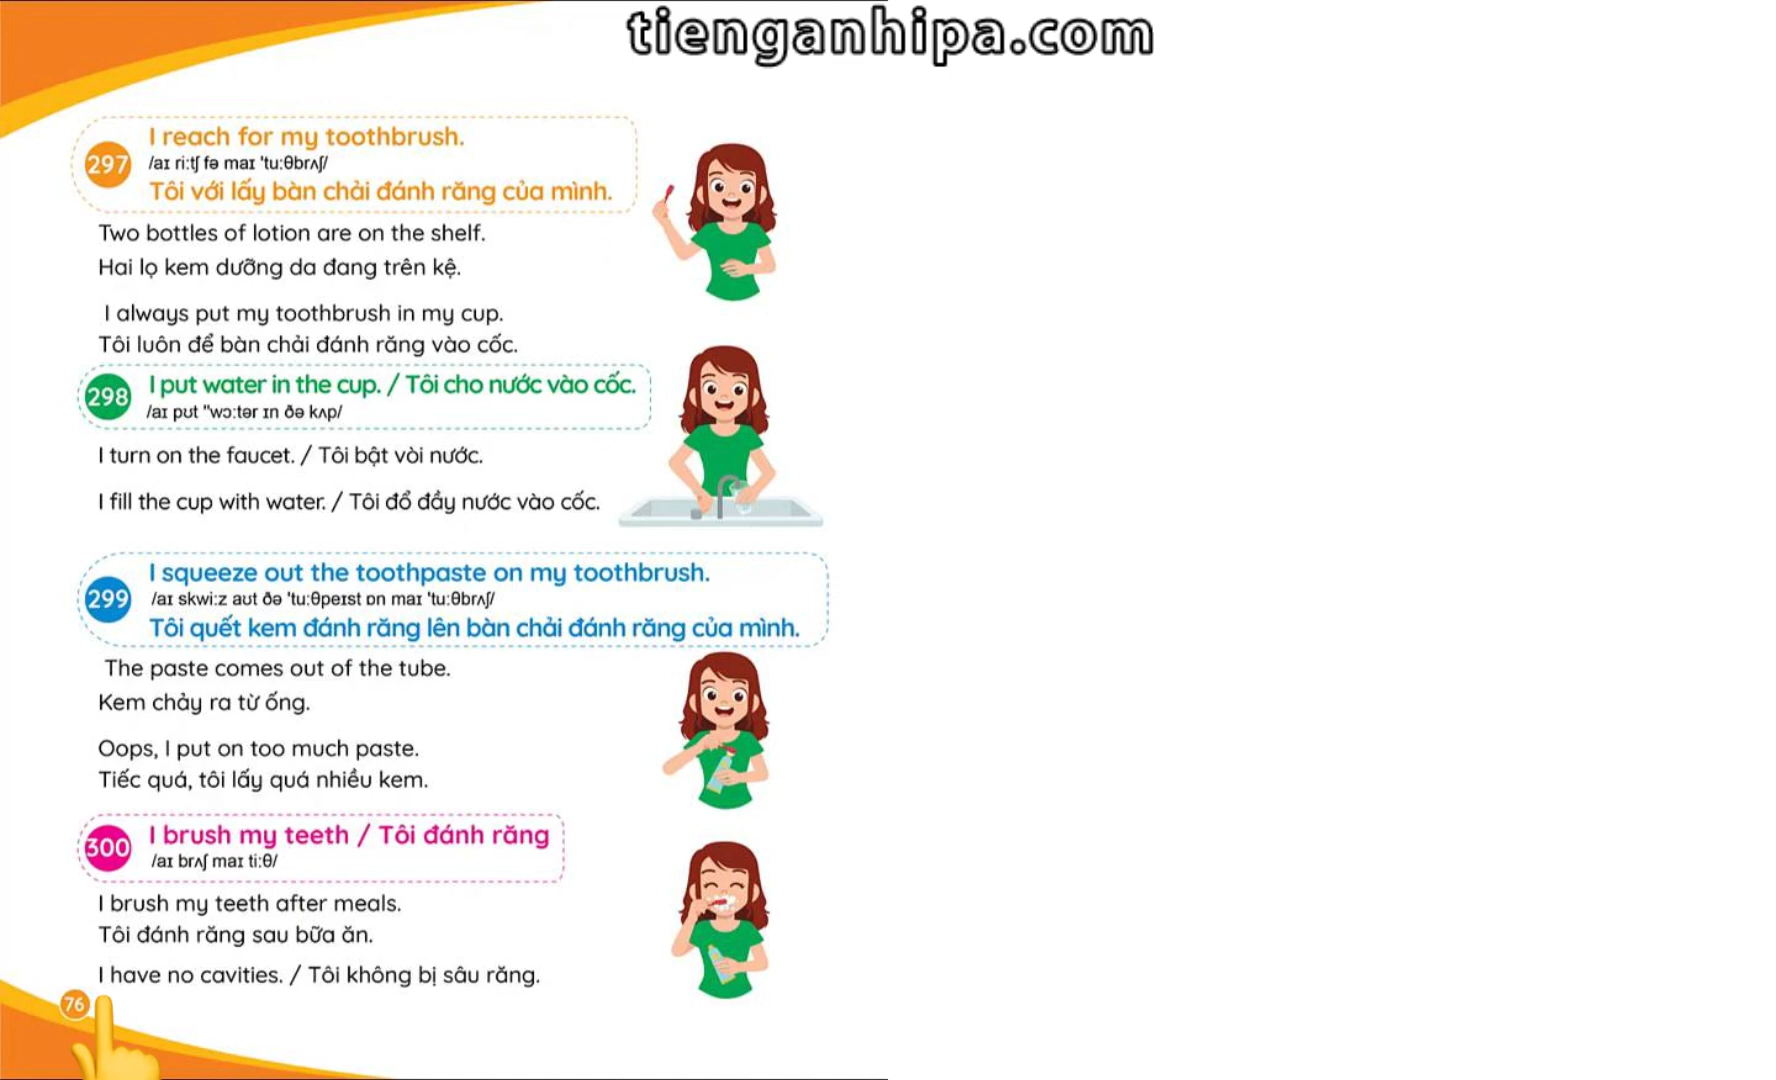 tienganhipa.com
297
I reach for my toothbrush.
/aɪ riːtʃ fə maɪ 'tuːθbrʌʃ/
Tôi với lấy bàn chải đánh răng của mình.
Two bottles of lotion are on the shelf.
Hai lọ kem dưỡng da đang trên kệ.
I always put my toothbrush in my cup.
Tôi luôn để bàn chải đánh răng vào cốc.
298
I put water in the cup. / Tôi cho nước vào cốc.
/aɪ pʊt "wɔːtər ɪn ðə kʌp/
I turn on the faucet. / Tôi bật vòi nước.
I fill the cup with water. / Tôi đổ đầy nước vào cốc.
299
I squeeze out the toothpaste on my toothbrush.
/aɪ skwiːz aʊt ðə 'tuːθpeɪst ɒn maɪ 'tuːθbrʌʃ/
Tôi quết kem đánh răng lên bàn chải đánh răng của mình.
The paste comes out of the tube.
Kem chảy ra từ ống.
Oops, I put on too much paste.
Tiếc quá, tôi lấy quá nhiều kem.
300
I brush my teeth / Tôi đánh răng
/aɪ brʌʃ maɪ tiːθ/
I brush my teeth after meals.
Tôi đánh răng sau bữa ăn.
I have no cavities. / Tôi không bị sâu răng.
76